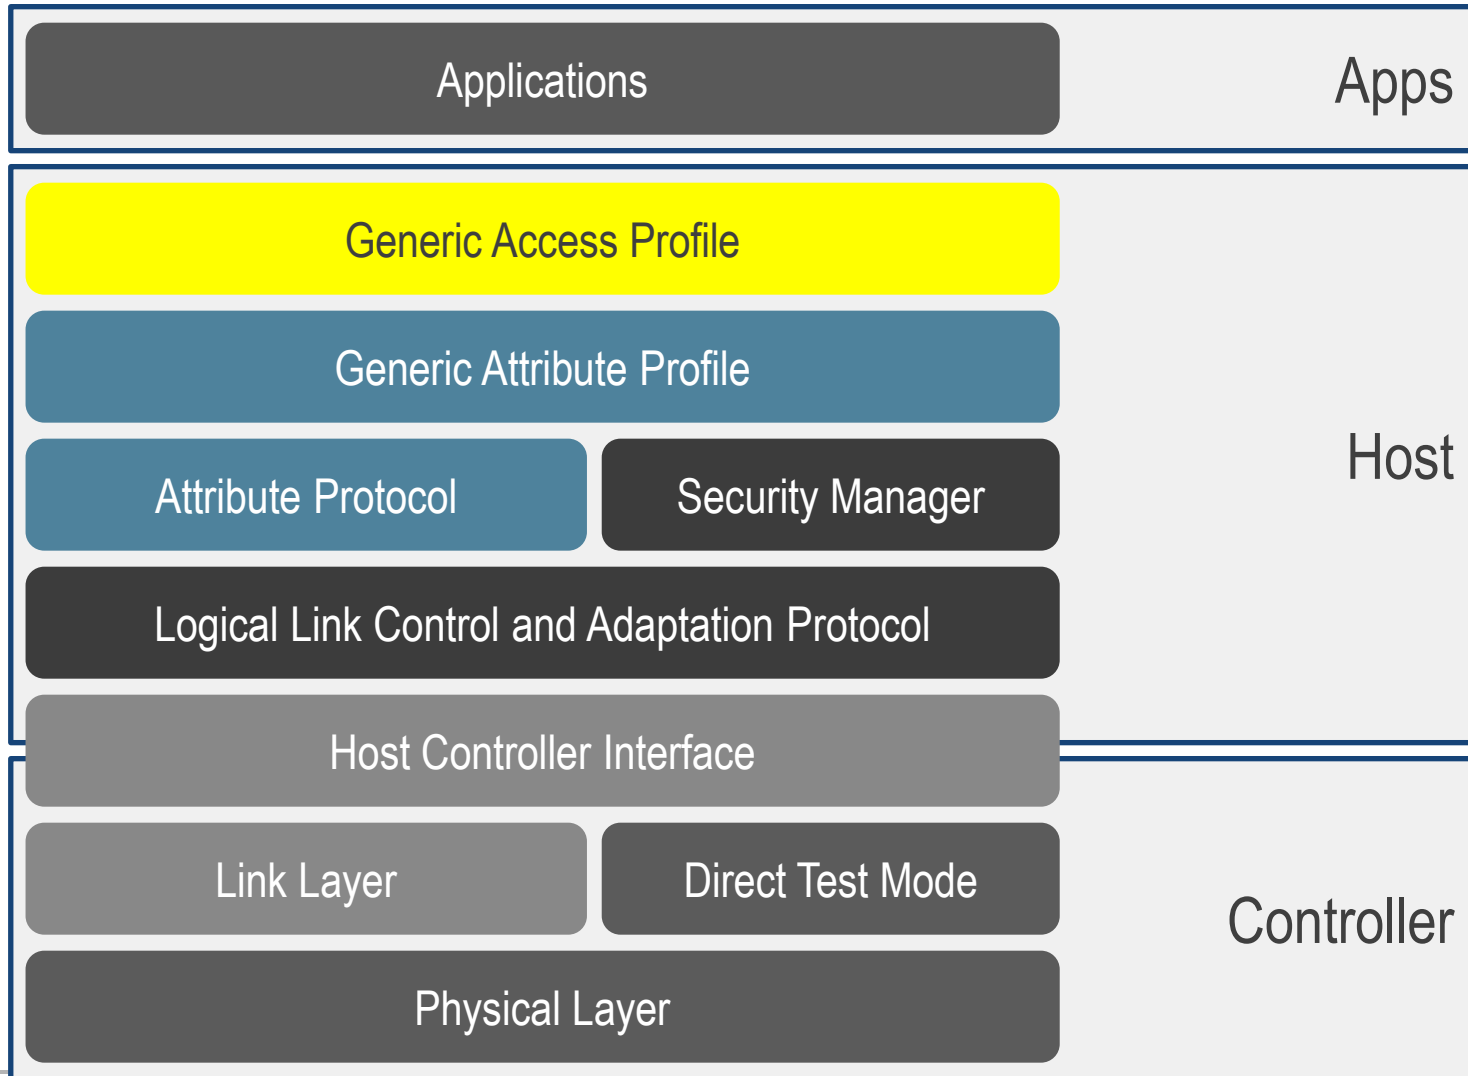 Applications
Apps
Generic Access Profile
Generic Attribute Profile
Attribute Protocol
Security Manager
Host
Logical Link Control and Adaptation Protocol
Host Controller Interface
Link Layer
Direct Test Mode
Controller
Physical Layer